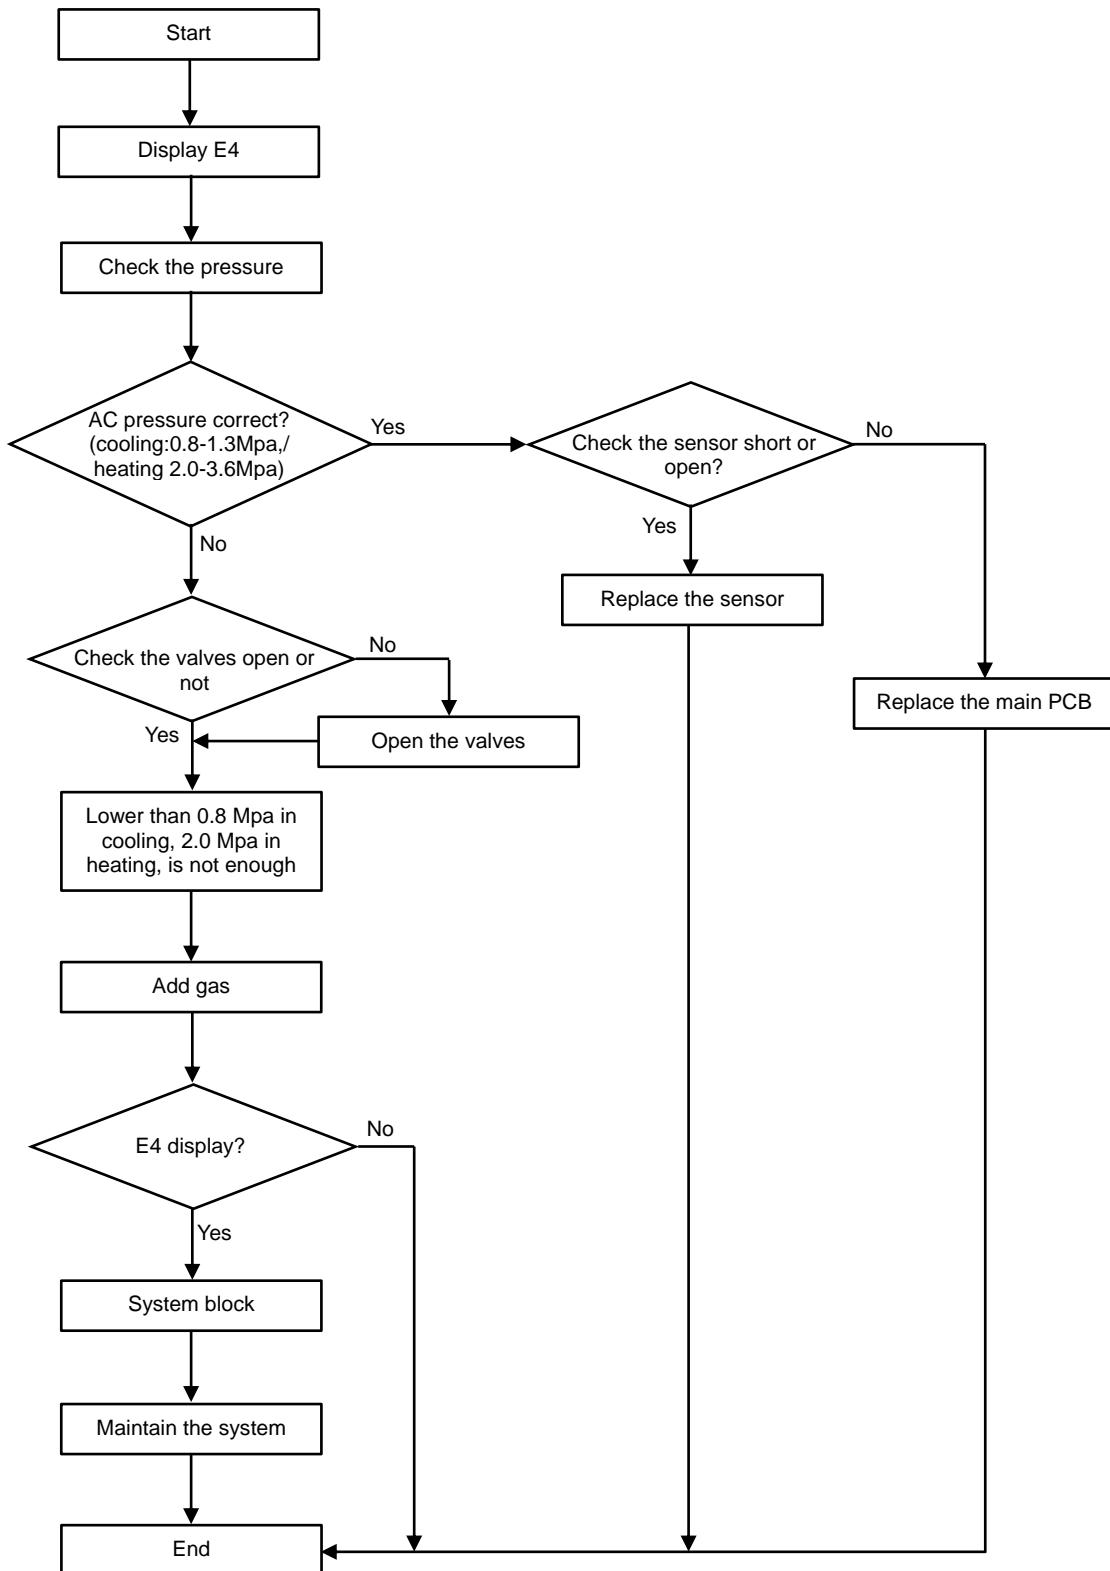 Start
Display E4
Check the pressure
AC pressure correct?
(cooling:0.8-1.3Mpa,/
heating 2.0-3.6Mpa)
Yes
Check the sensor short or
open?
No
Yes
No
Replace the sensor
Check the valves open or
not
No
Replace the main PCB
Yes
Open the valves
Lower than 0.8 Mpa in
cooling, 2.0 Mpa in
heating, is not enough
Add gas
E4 display?
No
Yes
System block
Maintain the system
End